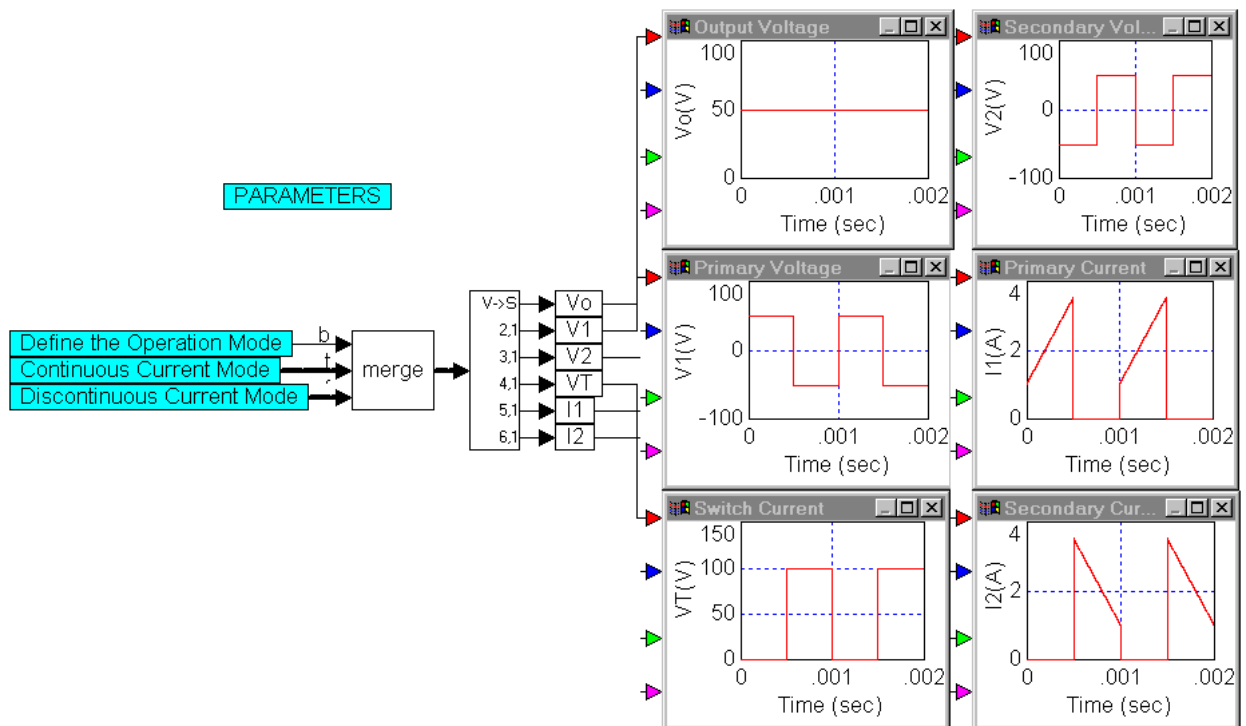 PARAMETERS
Define the Operation Mode
Continuous Current Mode
Discontinuous Current Mode
b
t
merge
V->S
2,1
3,1
4,1
5,1
6,1
Vo
V1
V2
VT
I1
I2
Output Voltage
Vo(V)
100
50
0
0 .001 .002
Time (sec)
Secondary Vol...
V2(V)
100
0
-100
0 .001 .002
Time (sec)
Primary Voltage
V1(V)
100
0
-100
0 .001 .002
Time (sec)
Primary Current
I1(A)
4
2
0
0 .001 .002
Time (sec)
Switch Current
VT(V)
150
100
50
0
0 .001 .002
Time (sec)
Secondary Cur...
I2(A)
4
2
0
0 .001 .002
Time (sec)